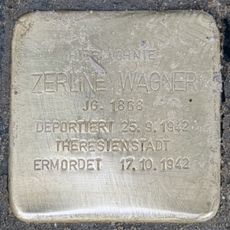 HIER WOHNTE
ZERLINE WAGNER
JG. 1868
DEPORTIERT 25.9.1942
THERESIENSTADT
ERMORDET 17.10.1942